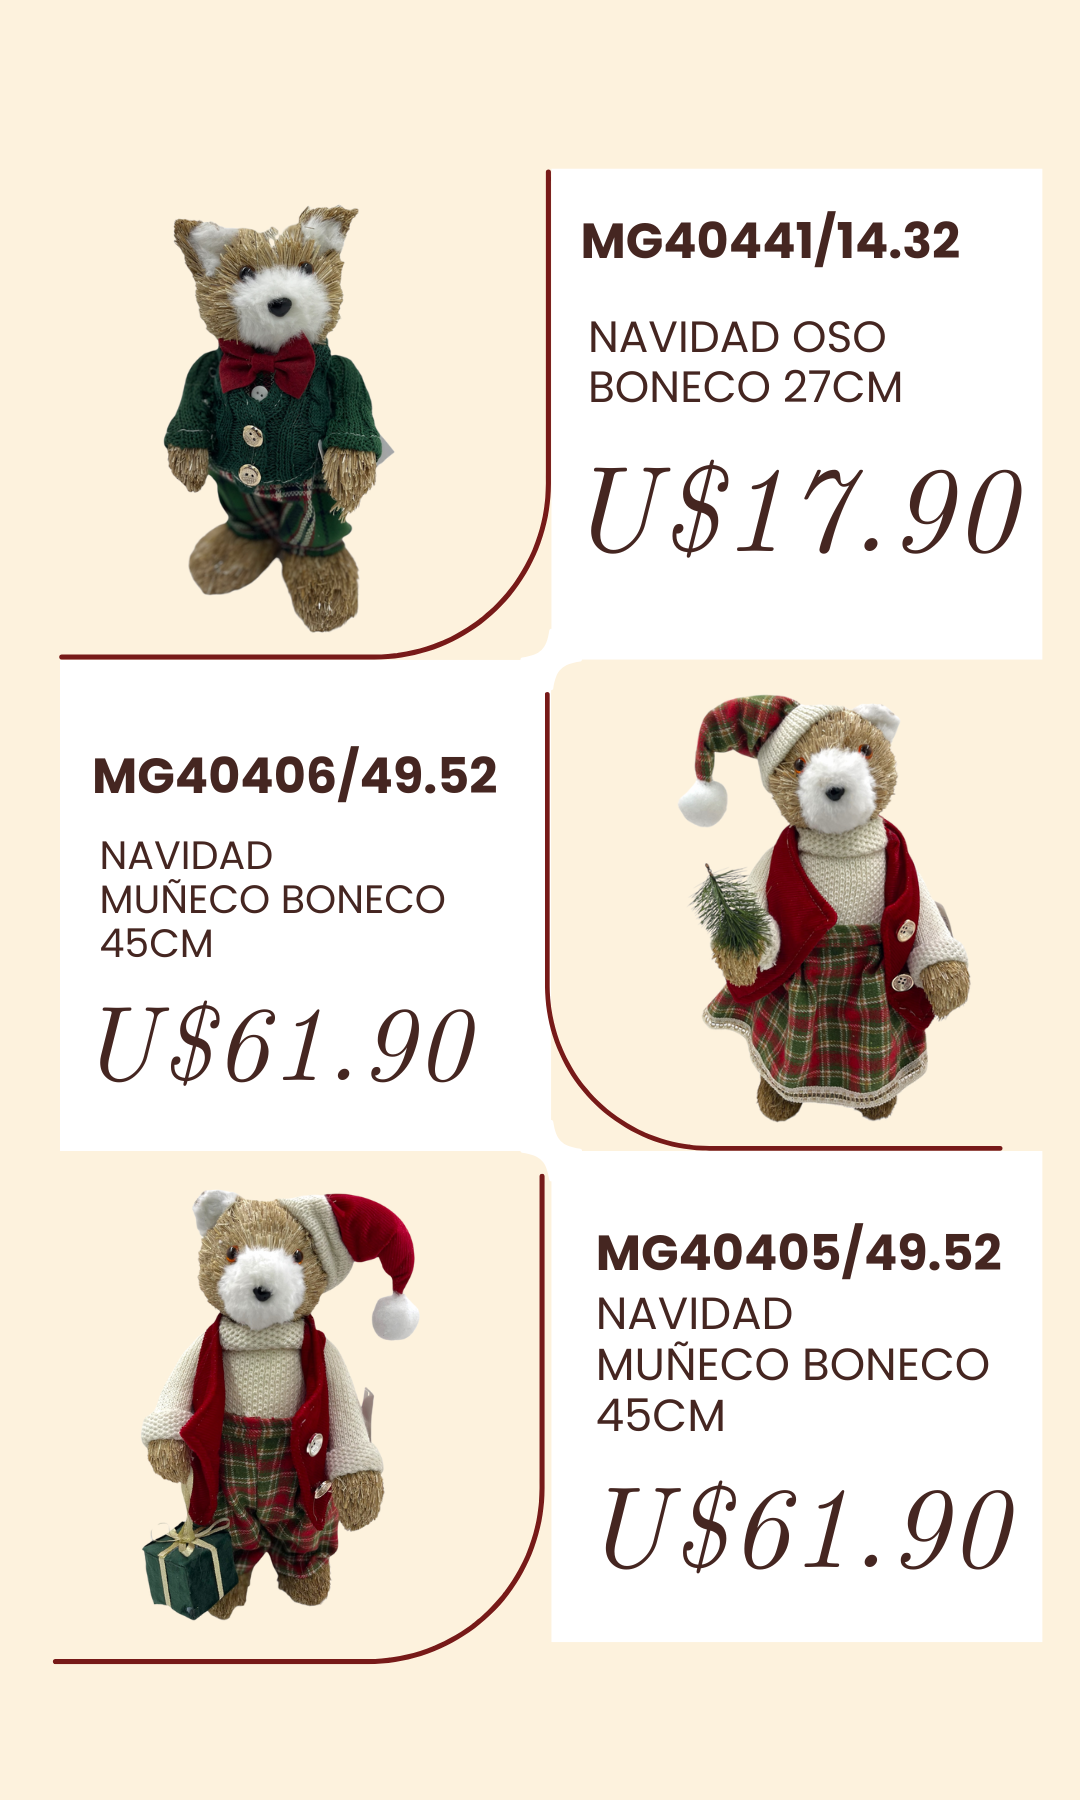 MG40441/14.32
NAVIDAD OSO
BONECO 27CM
U$17.90
MG40406/49.52
NAVIDAD
MUÑECO BONECO
45CM
U$61.90
MG40405/49.52
NAVIDAD
MUÑECO BONECO
45CM
U$61.90